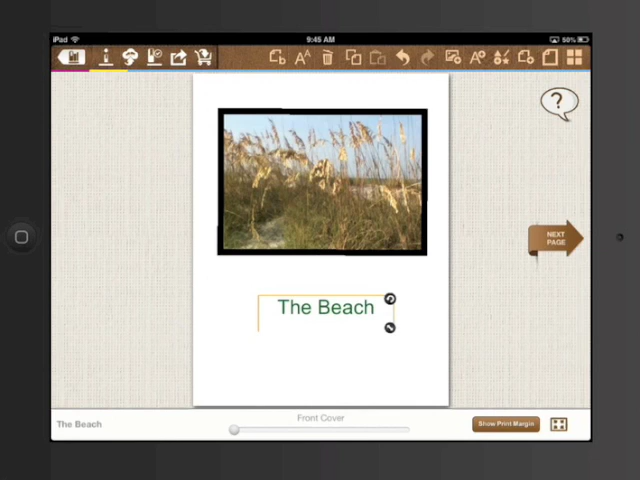 iPad
9:45 AM
50%
?
NEXT
PAGE
The Beach
The Beach
Front Cover
Show Print Margin